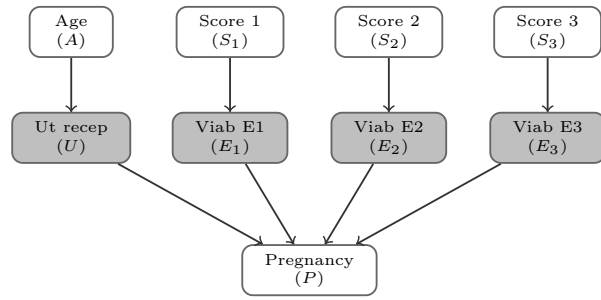 Age
(A)
Score 1
(S₁)
Score 2
(S₂)
Score 3
(S₃)
Ut recep
(U)
Viab E1
(E₁)
Viab E2
(E₂)
Viab E3
(E₃)
Pregnancy
(P)